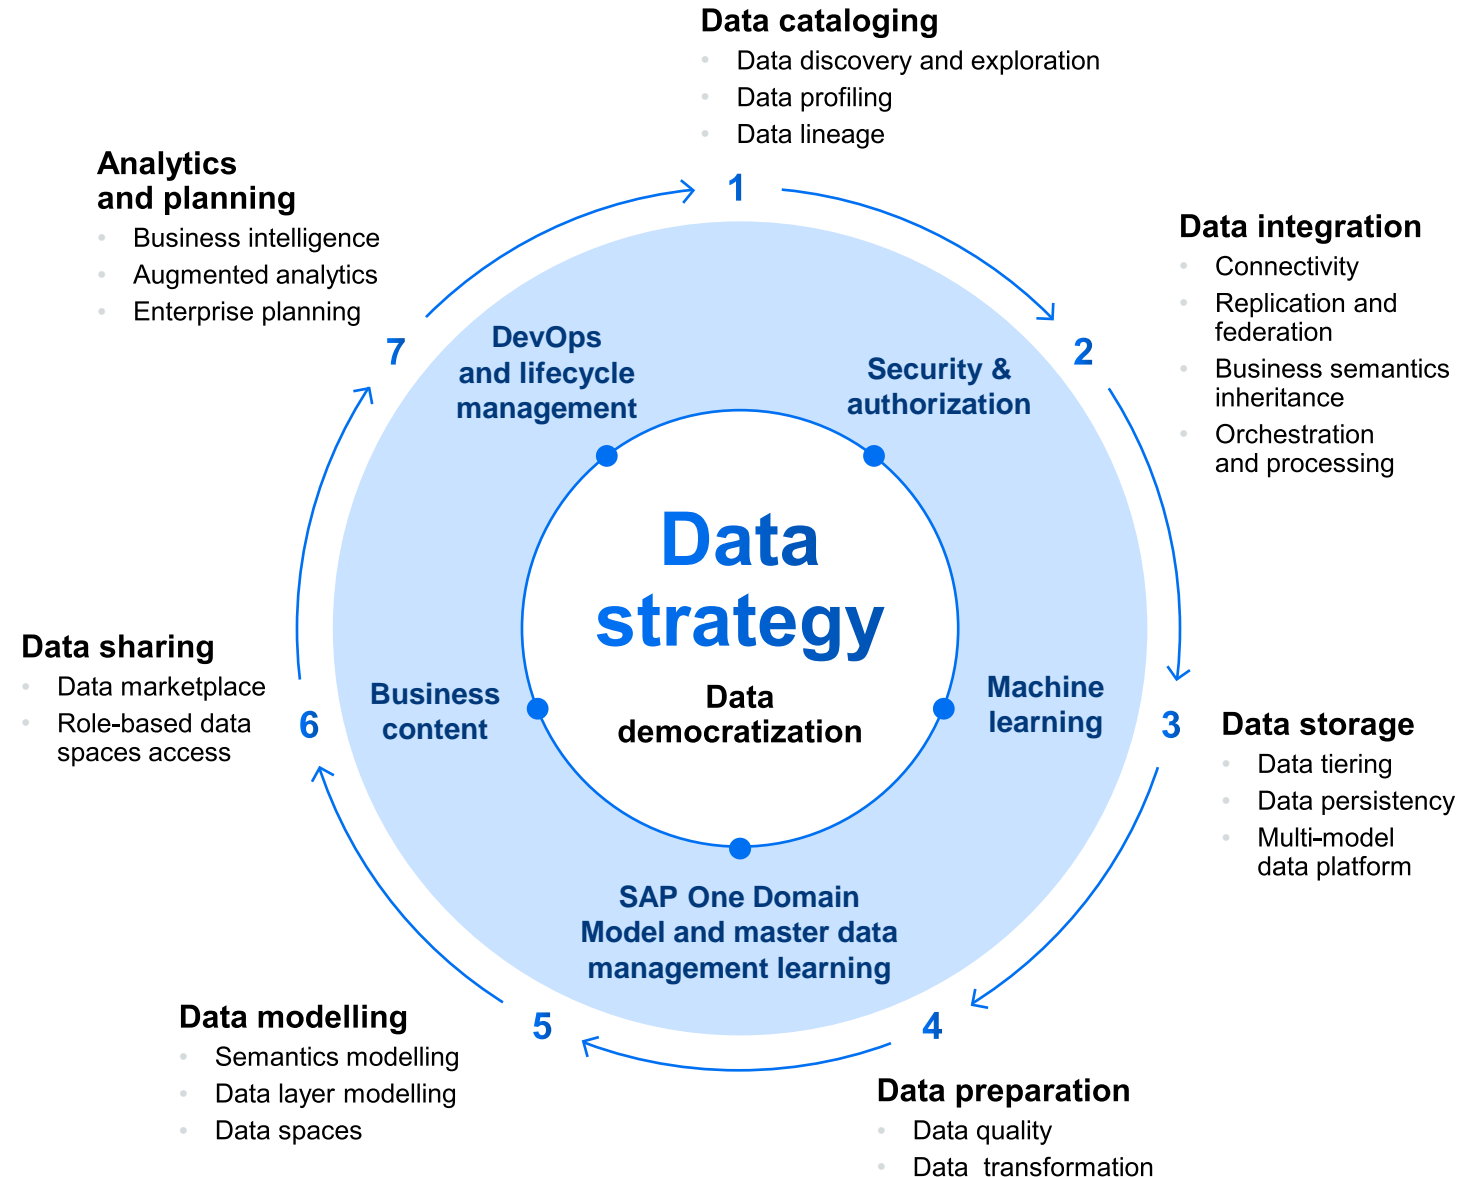 Data cataloging
Data discovery and exploration
Data profiling
Data lineage
1
Data integration
Connectivity
Replication and
federation
Business semantics
inheritance
Orchestration
and processing
2
Data storage
Data tiering
Data persistency
Multi-model
data platform
3
Data preparation
Data quality
Data transformation
4
Data modelling
Semantics modelling
Data layer modelling
Data spaces
5
Data sharing
Data marketplace
Role-based data
spaces access
6
Analytics
and planning
Business intelligence
Augmented analytics
Enterprise planning
7
DevOps
and lifecycle
management
Security &
authorization
Machine
learning
SAP One Domain
Model and master data
management learning
Business
content
Data
strategy
Data
democratization